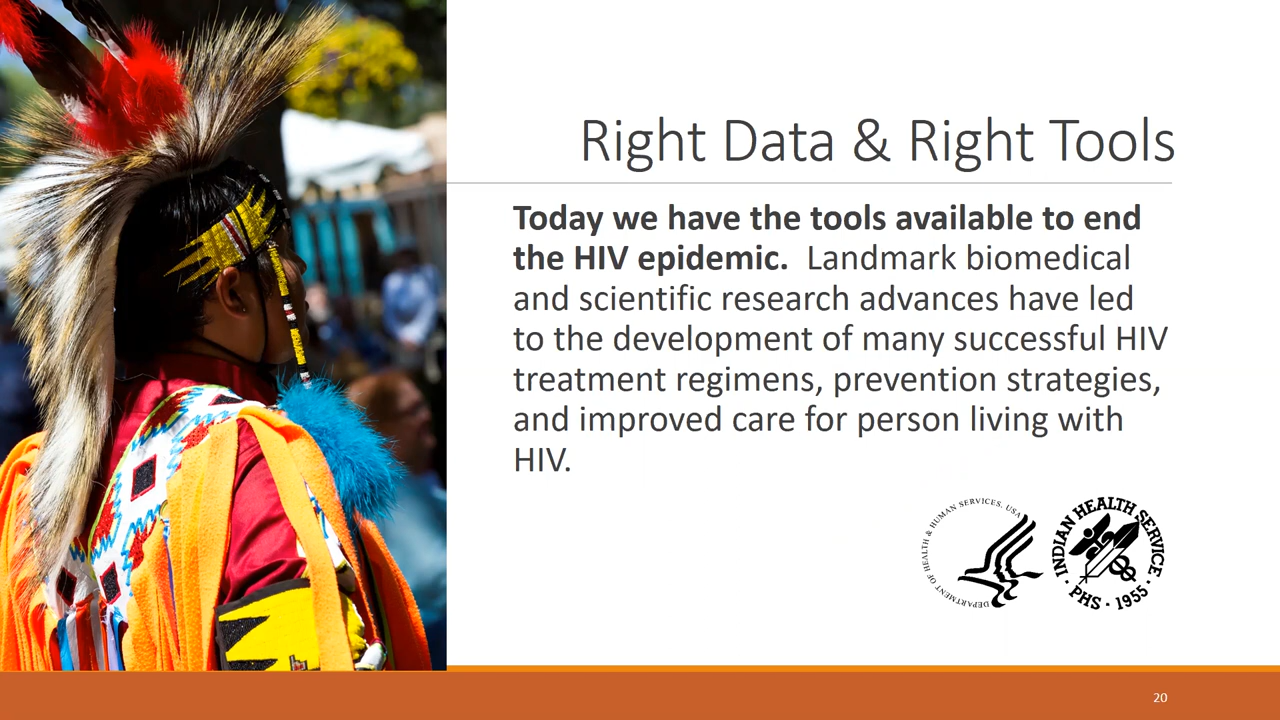 Right Data & Right Tools
Today we have the tools available to end
the HIV epidemic.  Landmark biomedical
and scientific research advances have led
to the development of many successful HIV
treatment regimens, prevention strategies,
and improved care for person living with
HIV.
DEPARTMENT OF HEALTH & HUMAN SERVICES. USA
INDIAN HEALTH SERVICE
· PHS · 1955 ·
20